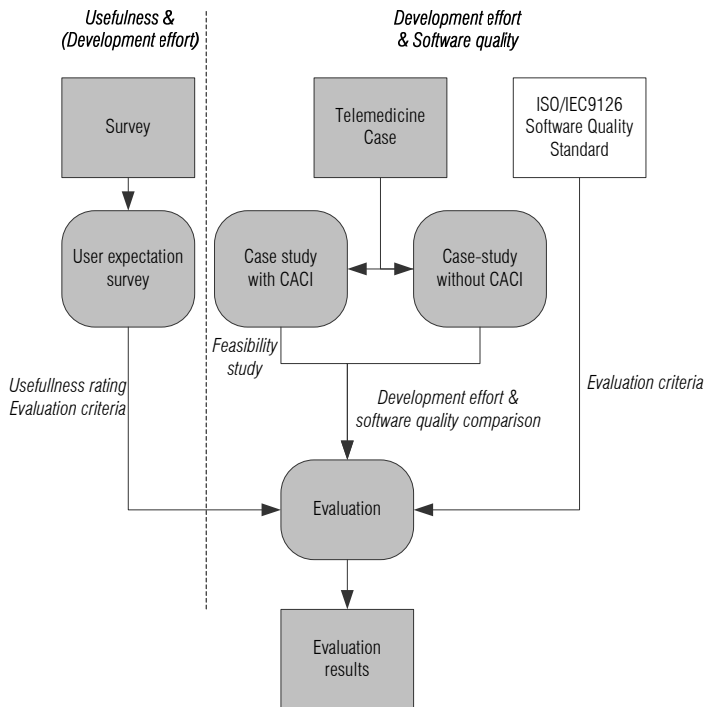 Usefulness &
(Development effort)
Development effort
& Software quality
Survey
Telemedicine
Case
ISO/IEC9126
Software Quality
Standard
User expectation
survey
Case study
with CACI
Case-study
without CACI
Feasibility
study
Usefullness rating
Evaluation criteria
Development effort &
software quality comparison
Evaluation criteria
Evaluation
Evaluation
results